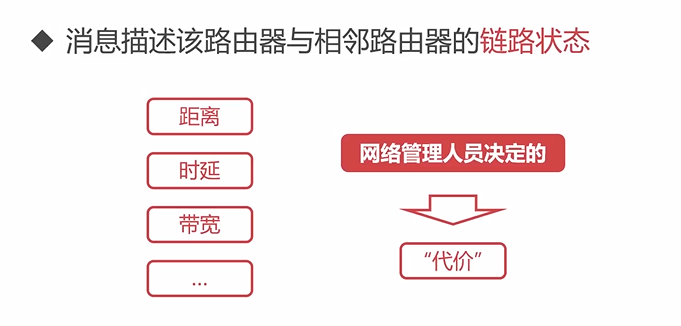 消息描述该路由器与相邻路由器的链路状态
距离
时延
带宽
...
网络管理人员决定的
“代价”